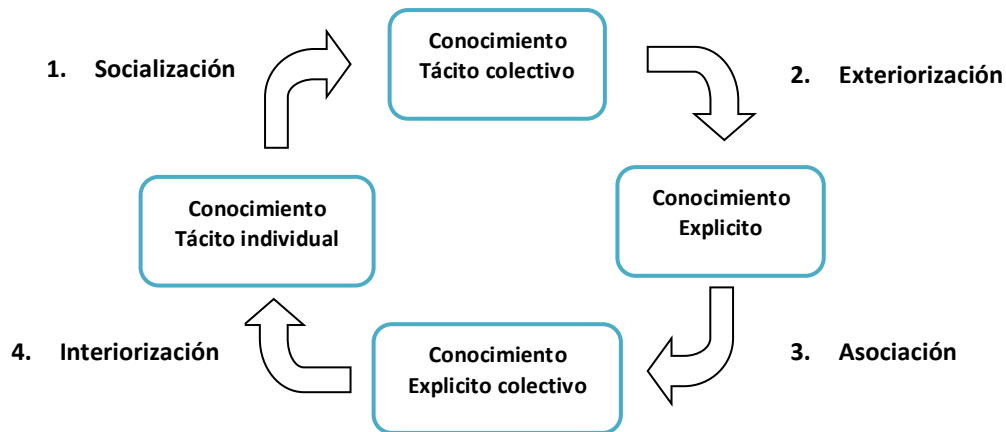 Conocimiento
Tácito colectivo
1. Socialización
2. Exteriorización
Conocimiento
Tácito individual
Conocimiento
Explicito
4. Interiorización
Conocimiento
Explicito colectivo
3. Asociación